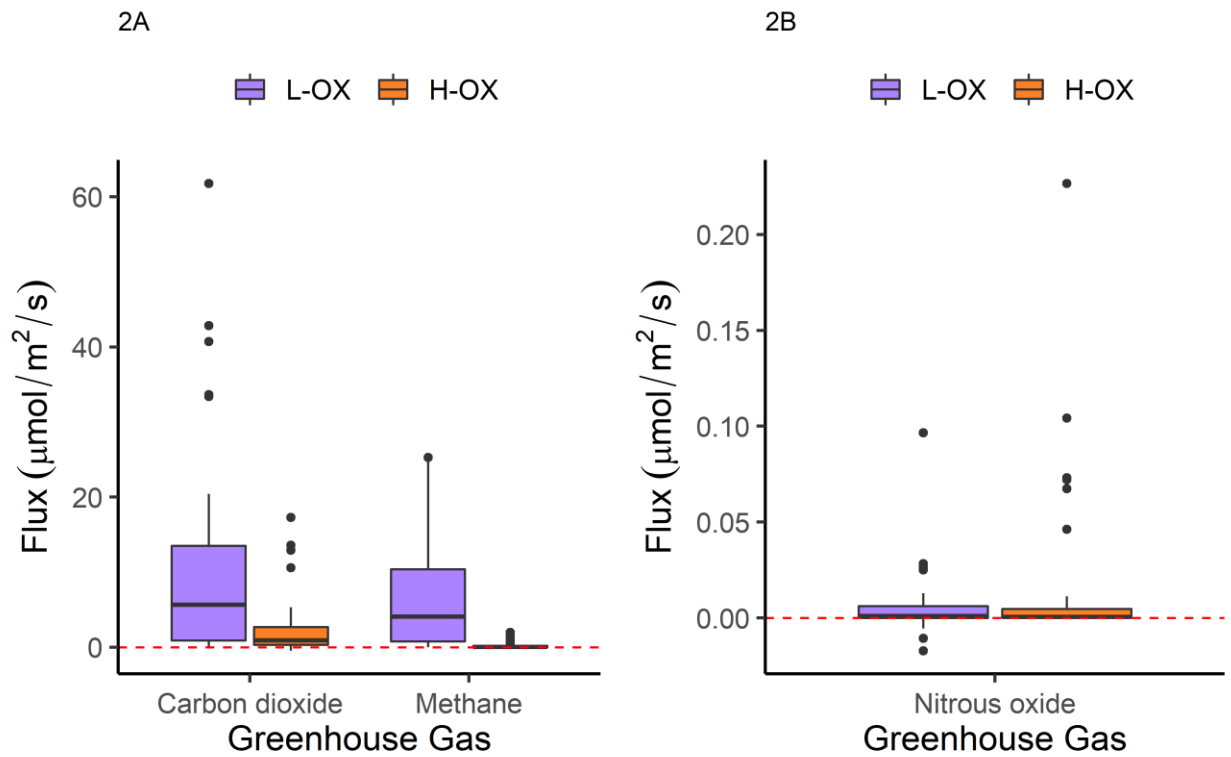 2A
L-OX H-OX
60
40
20
0
Flux (μmol/m²/s)
Carbon dioxide Methane
Greenhouse Gas
2B
L-OX H-OX
0.20
0.15
0.10
0.05
0.00
Flux (μmol/m²/s)
Nitrous oxide
Greenhouse Gas